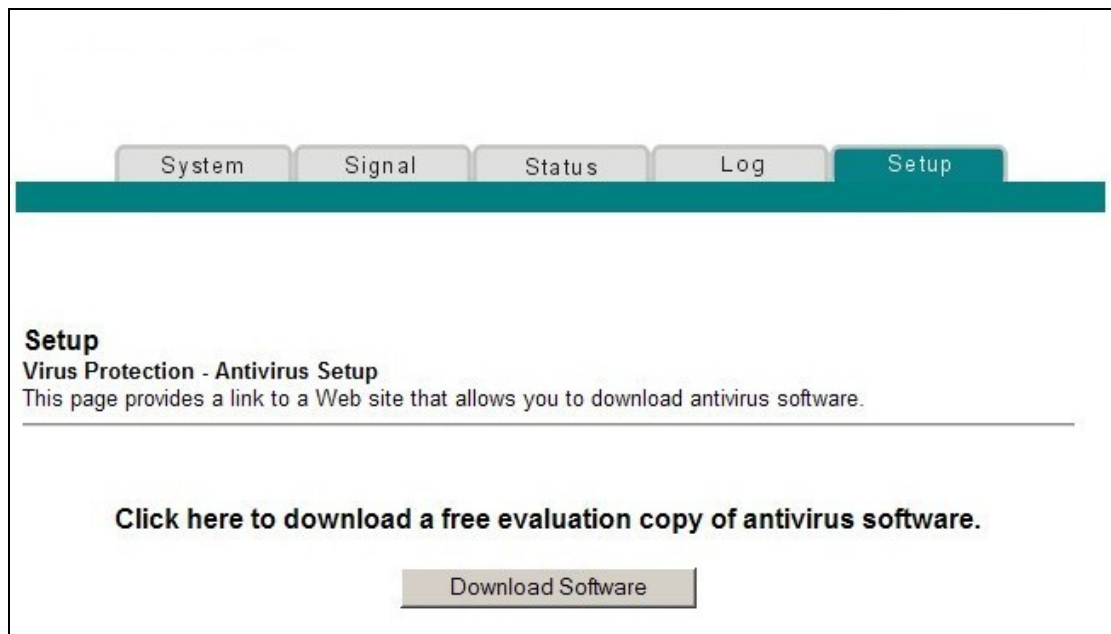 System Signal Status Log Setup
Setup
Virus Protection - Antivirus Setup
This page provides a link to a Web site that allows you to download antivirus software.
Click here to download a free evaluation copy of antivirus software.
Download Software